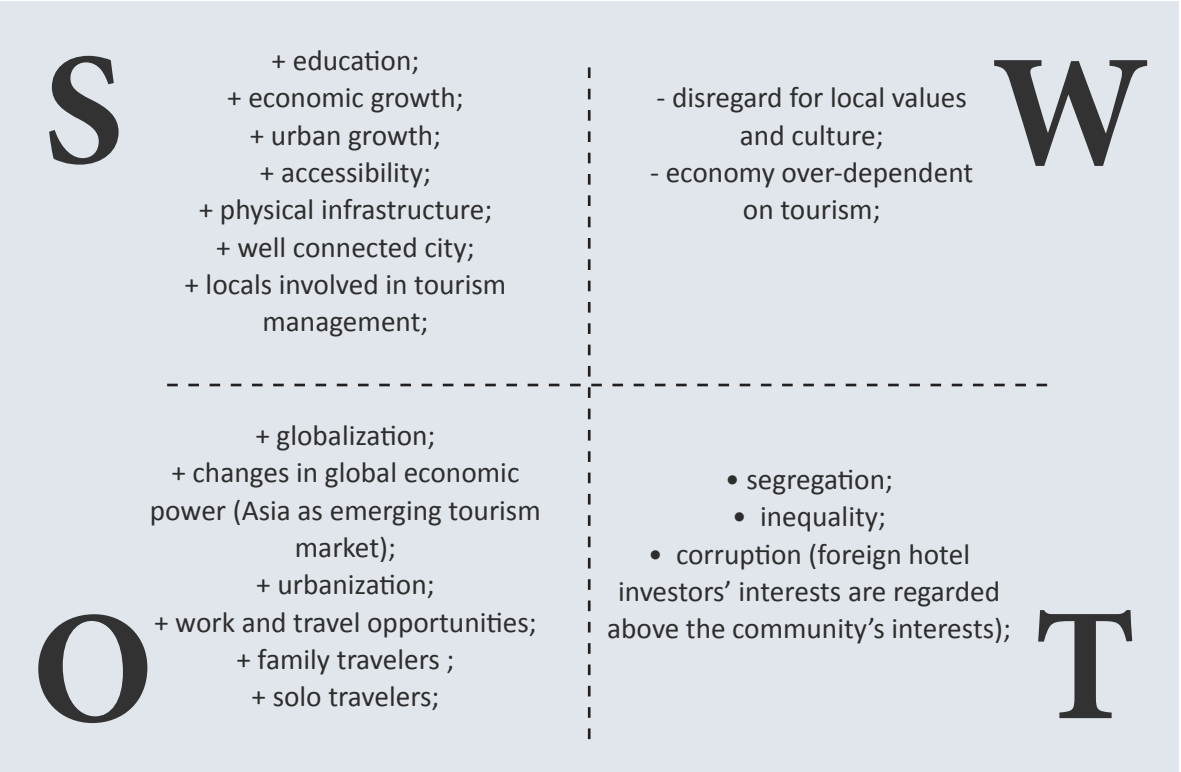 S
+ education;
+ economic growth;
+ urban growth;
+ accessibility;
+ physical infrastructure;
+ well connected city;
+ locals involved in tourism
management;
W
- disregard for local values
and culture;
- economy over-dependent
on tourism;
O
+ globalization;
+ changes in global economic
power (Asia as emerging tourism
market);
+ urbanization;
+ work and travel opportunities;
+ family travelers ;
+ solo travelers;
T
• segregation;
• inequality;
• corruption (foreign hotel
investors’ interests are regarded
above the community’s interests);